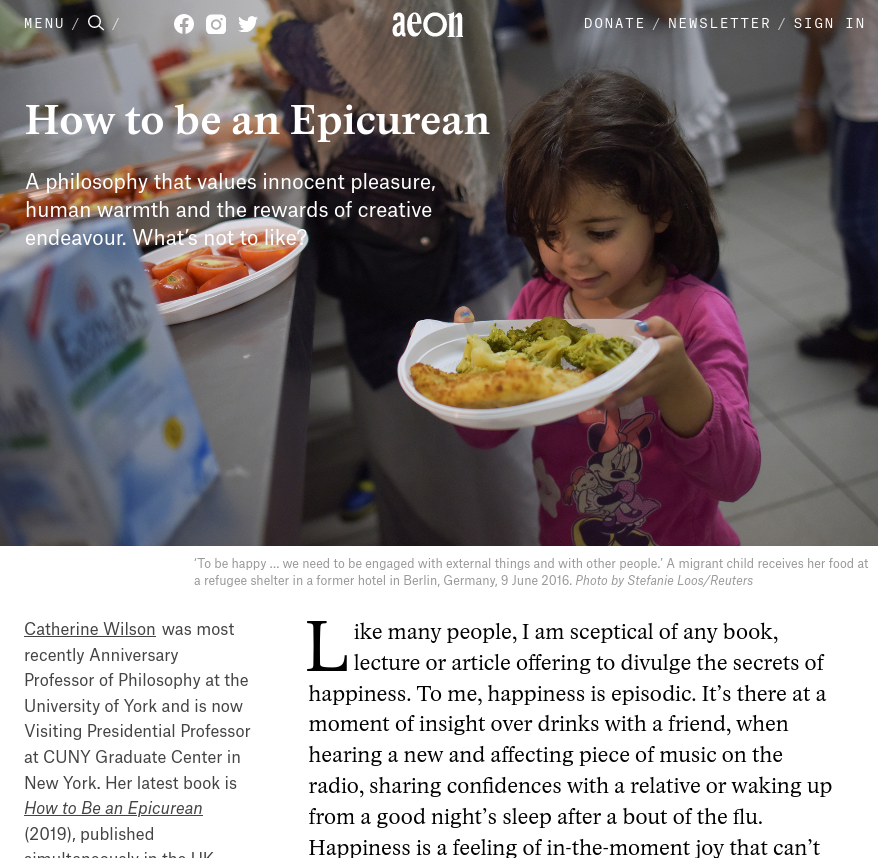 MENU / /
aeon
DONATE / NEWSLETTER / SIGN IN
How to be an Epicurean
A philosophy that values innocent pleasure,
human warmth and the rewards of creative
endeavour. What’s not to like?
‘To be happy … we need to be engaged with external things and with other people.’ A migrant child receives her food at
a refugee shelter in a former hotel in Berlin, Germany, 9 June 2016. Photo by Stefanie Loos/Reuters
Catherine Wilson was most
recently Anniversary
Professor of Philosophy at the
University of York and is now
Visiting Presidential Professor
at CUNY Graduate Center in
New York. Her latest book is
How to Be an Epicurean
(2019), published
simultaneously in the UK
Like many people, I am sceptical of any book,
lecture or article offering to divulge the secrets of
happiness. To me, happiness is episodic. It’s there at a
moment of insight over drinks with a friend, when
hearing a new and affecting piece of music on the
radio, sharing confidences with a relative or waking up
from a good night’s sleep after a bout of the flu.
Happiness is a feeling of in-the-moment joy that can’t